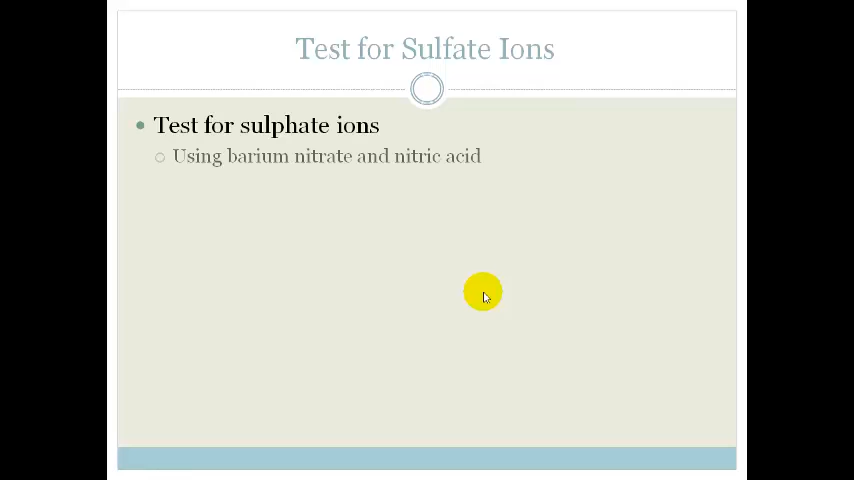 Test for Sulfate Ions
Test for sulphate ions
Using barium nitrate and nitric acid